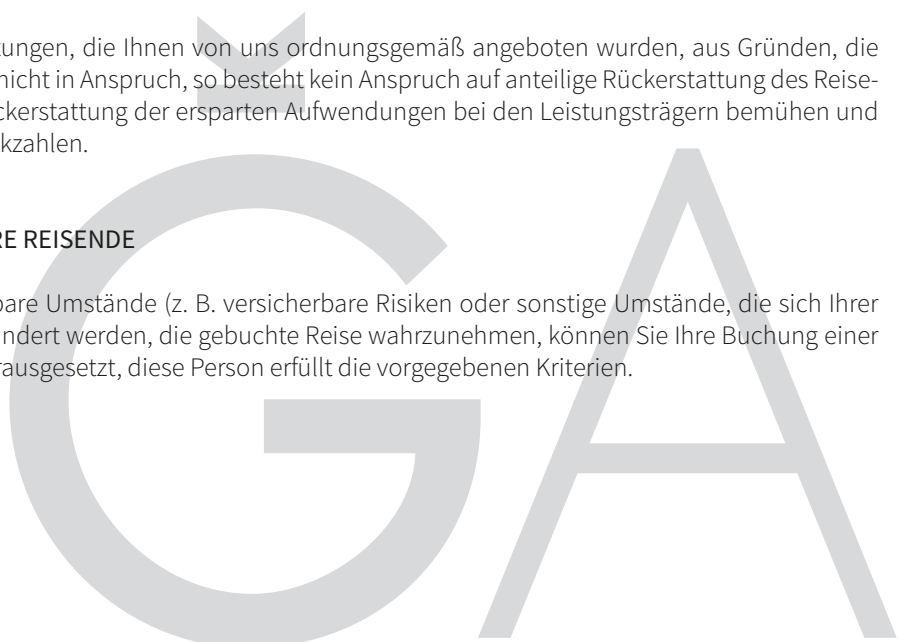 tungen, die Ihnen von uns ordnungsgemäß angeboten wurden, aus Gründen, die
nicht in Anspruch, so besteht kein Anspruch auf anteilige Rückerstattung des Reise-
ckerstattung der ersparten Aufwendungen bei den Leistungsträgern bemühen und
kzahlen.
RE REISENDE
bare Umstände (z. B. versicherbare Risiken oder sonstige Umstände, die sich Ihrer
ndert werden, die gebuchte Reise wahrzunehmen, können Sie Ihre Buchung einer
rausgesetzt, diese Person erfüllt die vorgegebenen Kriterien.
ǦA